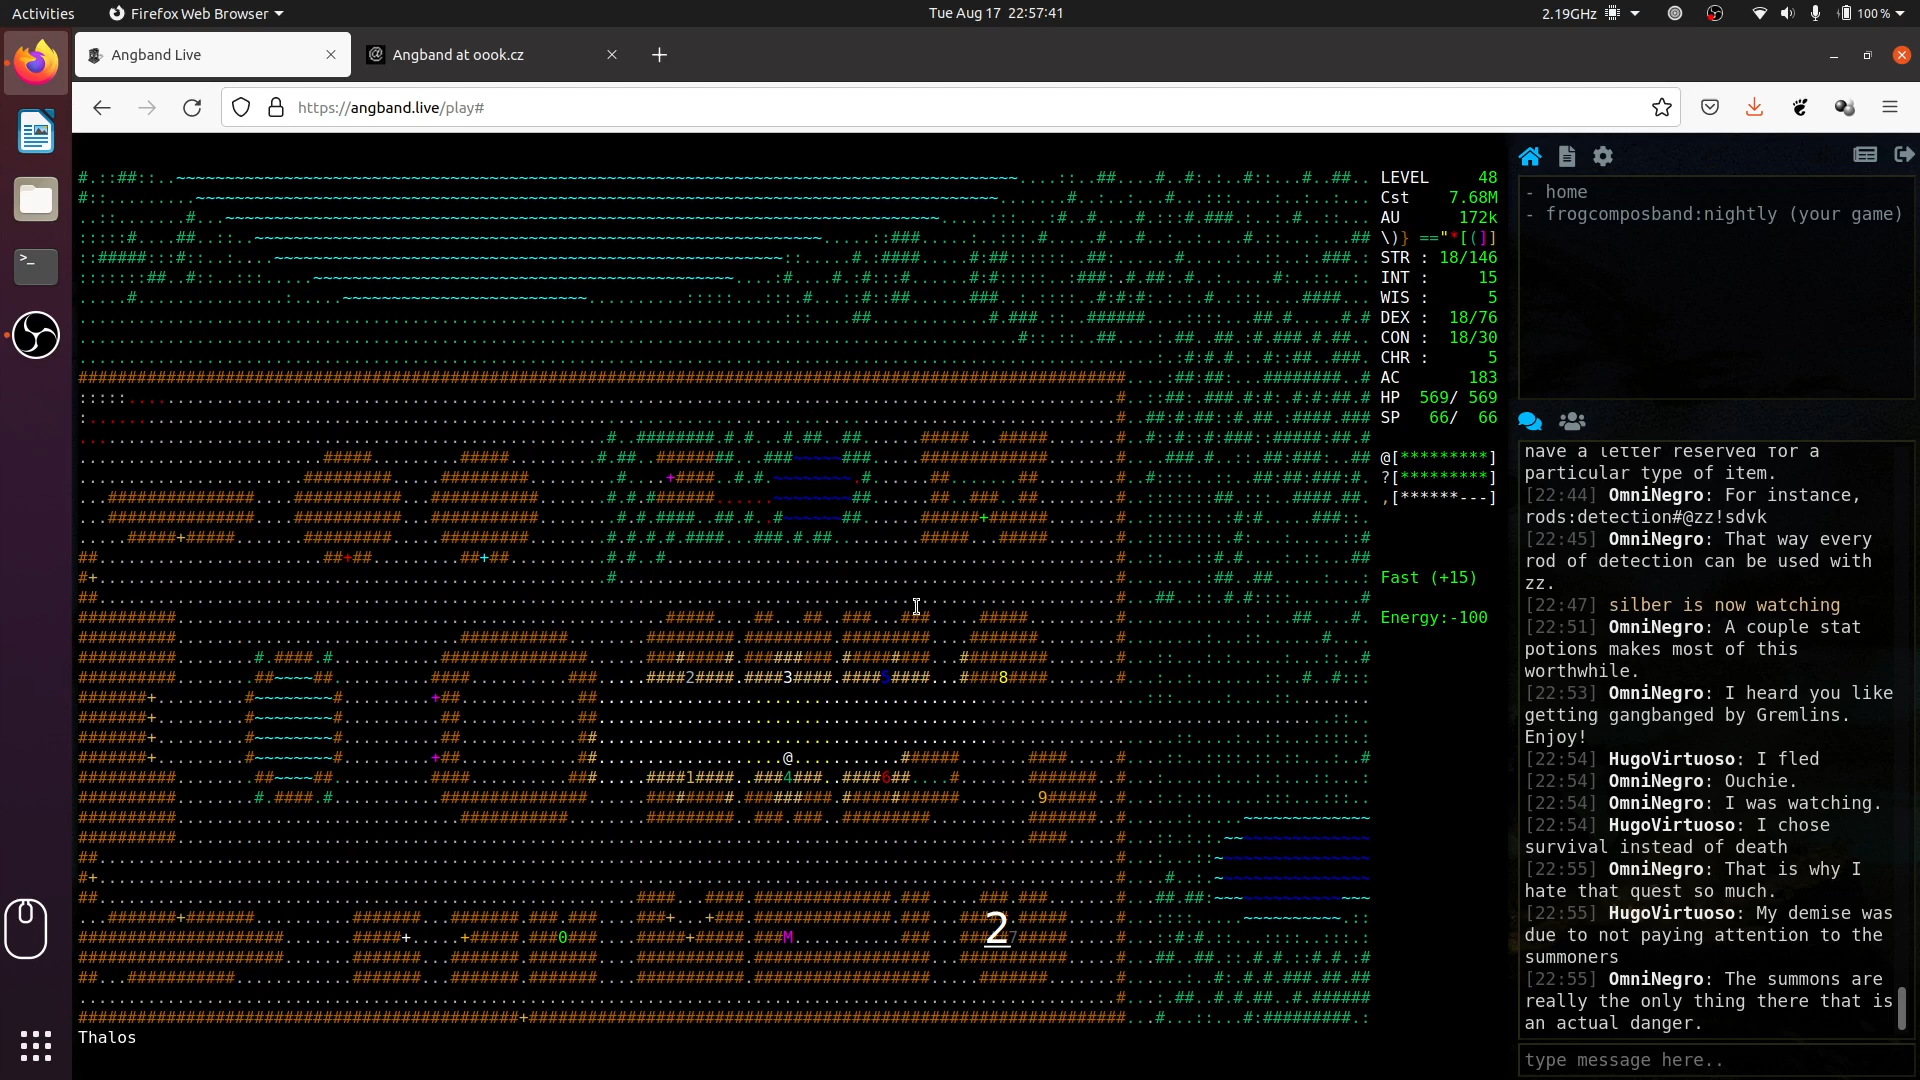 Activities
Firefox Web Browser
Tue Aug 17 22:57:41
2.19GHz
100 %
Angband Live
Angband at oook.cz
https://angband.live/play#
LEVEL 48
Cst 7.68M
AU 172k
\)} =="*[(]]
STR : 18/146
INT : 15
WIS : 5
DEX : 18/76
CON : 18/30
CHR : 5
AC 183
HP 569/ 569
SP 66/ 66
@[*********]
?[*********]
,[******---]
Fast (+15)
Energy:-100
Thalos
2
- home
- frogcomposband:nightly (your game)
have a letter reserved for a
particular type of item.
[22:44] OmniNegro: For instance,
rods:detection#@zz!sdvk
[22:45] OmniNegro: That way every
rod of detection can be used with
zz.
[22:47] silber is now watching
[22:51] OmniNegro: A couple stat
potions makes most of this
worthwhile.
[22:53] OmniNegro: I heard you like
getting gangbanged by Gremlins.
Enjoy!
[22:54] HugoVirtuoso: I fled
[22:54] OmniNegro: Ouchie.
[22:54] OmniNegro: I was watching.
[22:54] HugoVirtuoso: I chose
survival instead of death
[22:55] OmniNegro: That is why I
hate that quest so much.
[22:55] HugoVirtuoso: My demise was
due to not paying attention to the
summoners
[22:55] OmniNegro: The summons are
really the only thing there that is
an actual danger.
type message here..